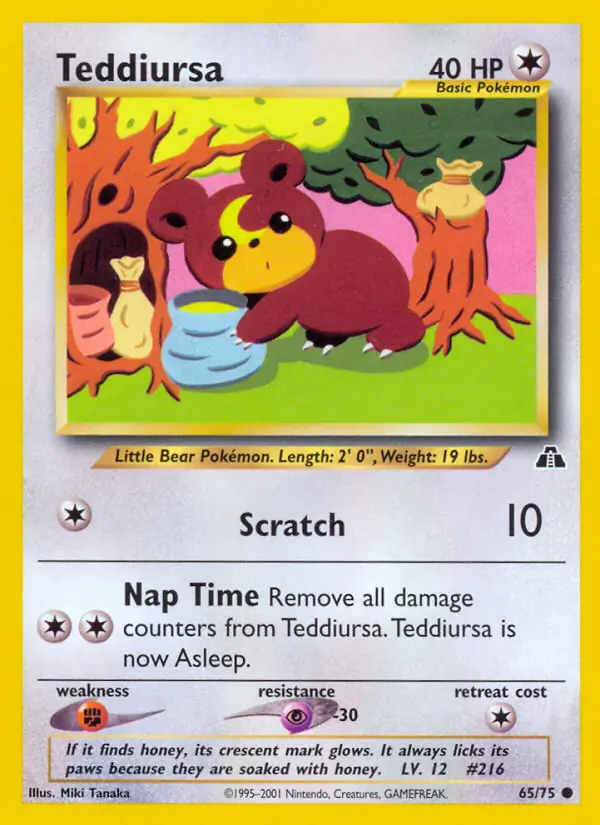 Teddiursa
40 HP
Basic Pokémon
Little Bear Pokémon. Length: 2' 0", Weight: 19 lbs.
Scratch 10
Nap Time Remove all damage
counters from Teddiursa. Teddiursa is
now Asleep.
weakness resistance retreat cost
-30
If it finds honey, its crescent mark glows. It always licks its
paws because they are soaked with honey. LV. 12 #216
Illus. Miki Tanaka ©1995–2001 Nintendo, Creatures, GAMEFREAK. 65/75